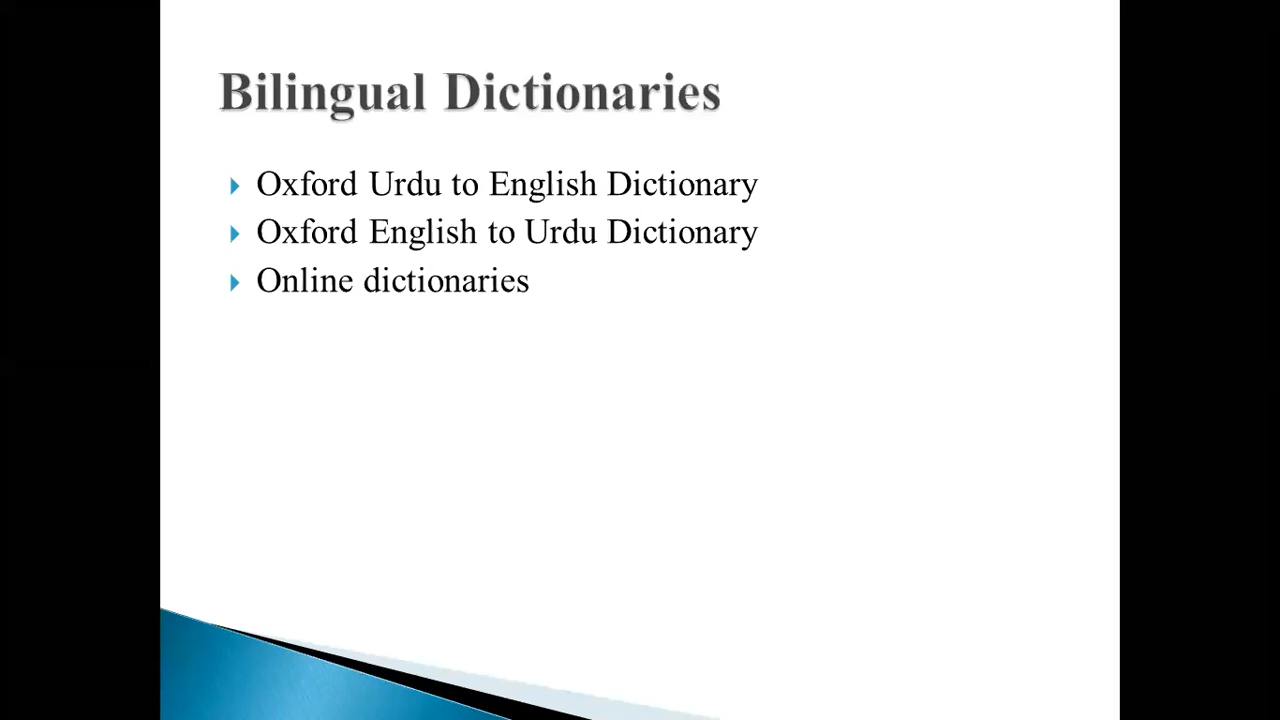 Bilingual Dictionaries
Oxford Urdu to English Dictionary
Oxford English to Urdu Dictionary
Online dictionaries